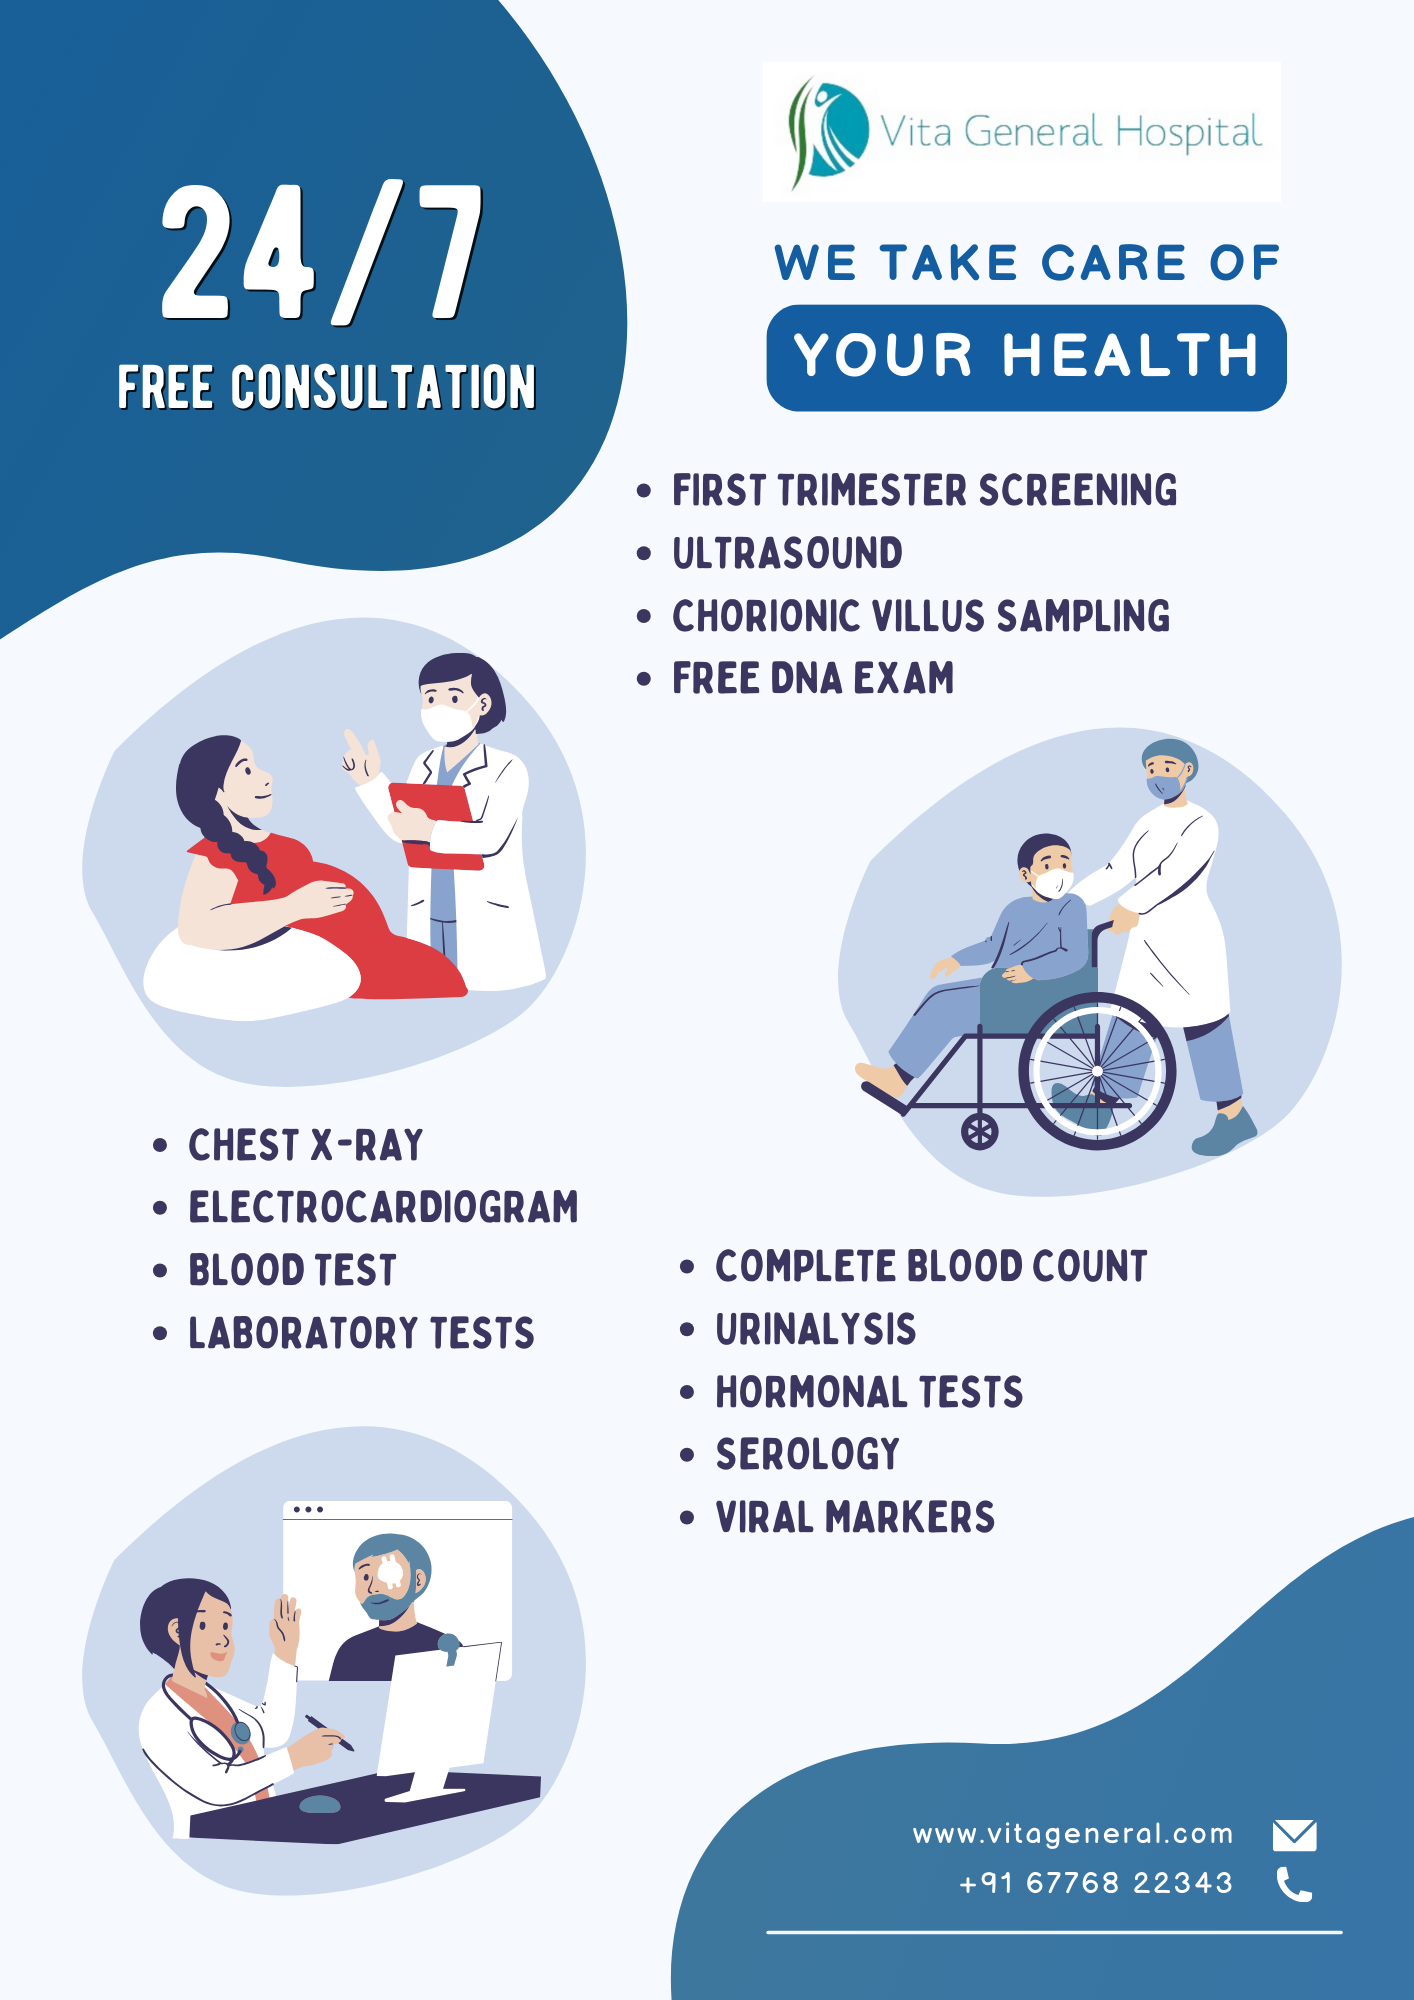 24/7
FREE CONSULTATION
Vita General Hospital
WE TAKE CARE OF
YOUR HEALTH
• FIRST TRIMESTER SCREENING
• ULTRASOUND
• CHORIONIC VILLUS SAMPLING
• FREE DNA EXAM
• CHEST X-RAY
• ELECTROCARDIOGRAM
• BLOOD TEST
• LABORATORY TESTS
• COMPLETE BLOOD COUNT
• URINALYSIS
• HORMONAL TESTS
• SEROLOGY
• VIRAL MARKERS
www.vitageneral.com
+91 67768 22343